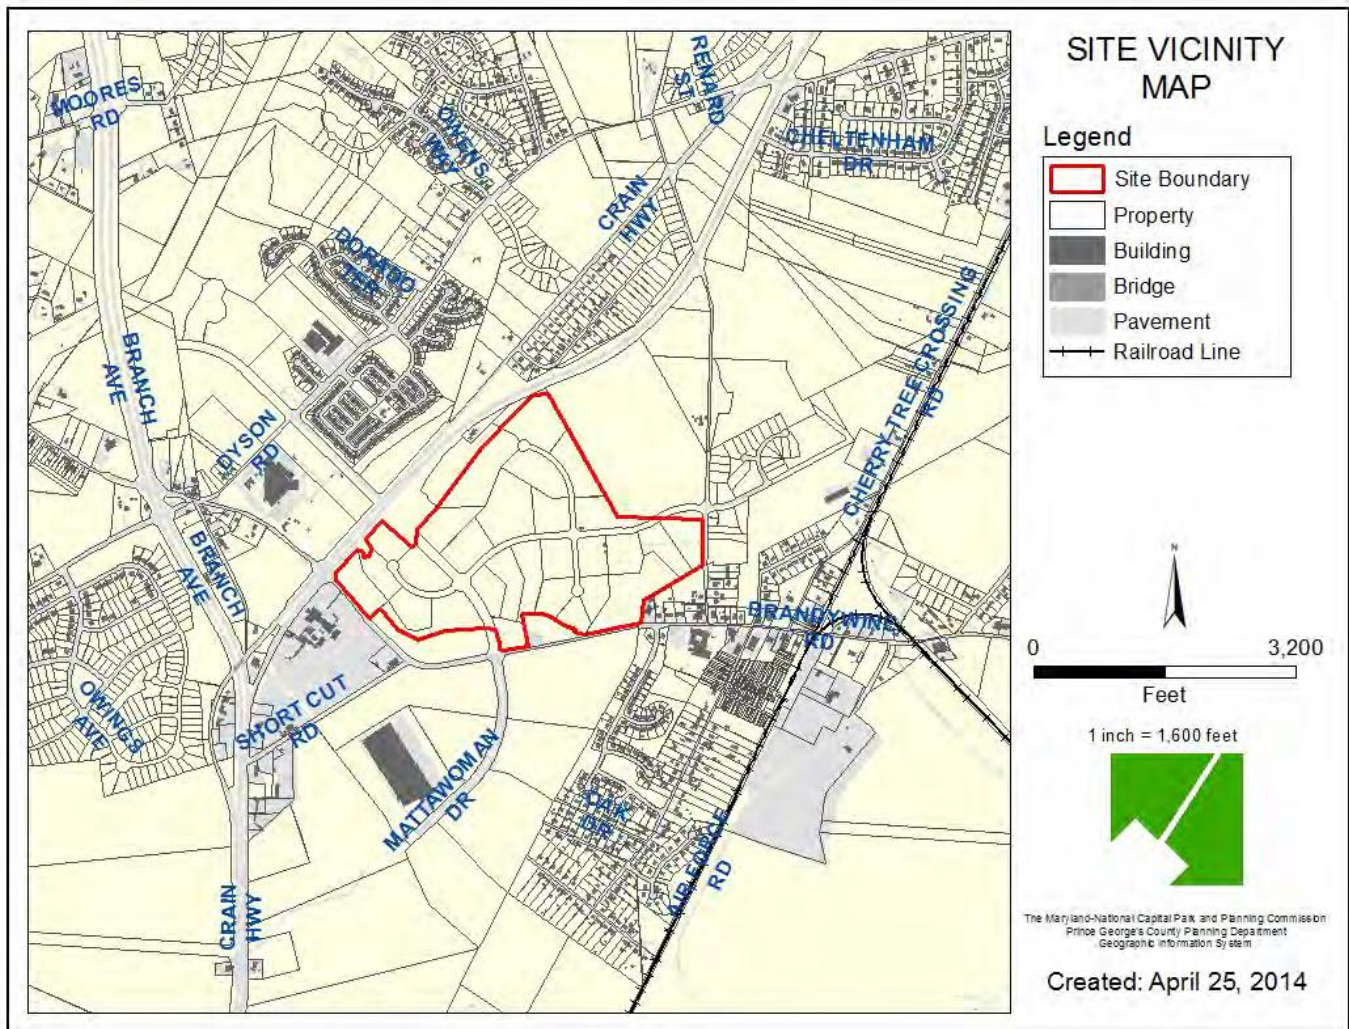 SITE VICINITY
MAP
Legend
Site Boundary
Property
Building
Bridge
Pavement
Railroad Line
N
0 3,200
Feet
1 inch = 1,600 feet
The Maryland-National Capital Park and Planning Commission
Prince George's County Planning Department
Geographic Information System
Created: April 25, 2014
MOORES
RD
OWENS
WAY
RENARD
ST
CHELTENHAM
DR
CRAIN
HWY
DORADO
TER
BRANCH
AVE
DYSON
RD
CHERRY TREE CROSSING
RD
BRANCH
AVE
BRANDYWINE
RD
OWINGS
AVE
SHORT CUT
RD
MATTAWOMAN
DR
OAK
DR
AIR FORCE
RD
CRAIN
HWY